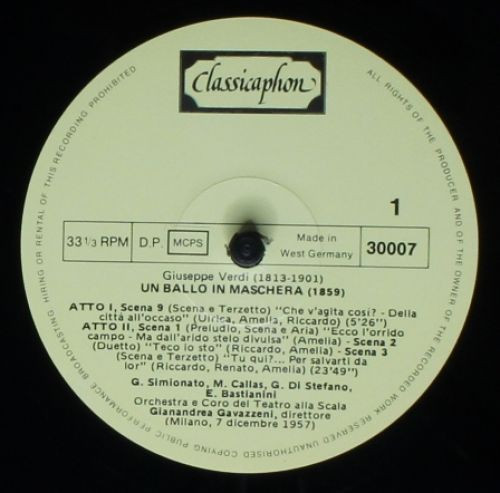 Classicaphon
ALL RIGHTS OF THE PRODUCER AND OF THE OWNER OF THE RECORDED WORK RESERVED UNAUTHORISED COPYING PUBLIC PERFORMANCE BROADCASTING HIRING OR RENTAL OF THIS RECORDING PROHIBITED
1
33 1/3 RPM D.P. MCPS Made in West Germany 30007
Giuseppe Verdi (1813-1901)
UN BALLO IN MASCHERA (1859)
ATTO I, Scena 9 (Scena e Terzetto) "Che v'agita così? - Della
città all'occaso" (Ulrica, Amelia, Riccardo) (5'26")
ATTO II, Scena 1 (Preludio, Scena e Aria) "Ecco l'orrido
campo - Ma dall'arido stelo divulsa" (Amelia) - Scena 2
(Duetto) "Teco io sto" (Riccardo, Amelia) - Scena 3
(Scena e Terzetto) "Tu qui?... Per salvarti da
lor" (Riccardo, Renato, Amelia) (23'49")
G. Simionato, M. Callas, G. Di Stefano,
E. Bastianini
Orchestra e Coro del Teatro alla Scala
Gianandrea Gavazzeni, direttore
(Milano, 7 dicembre 1957)